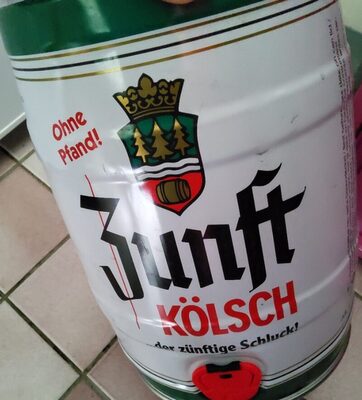 Ohne
Pfand!
Zunft
KÖLSCH
...der zünftige Schluck!